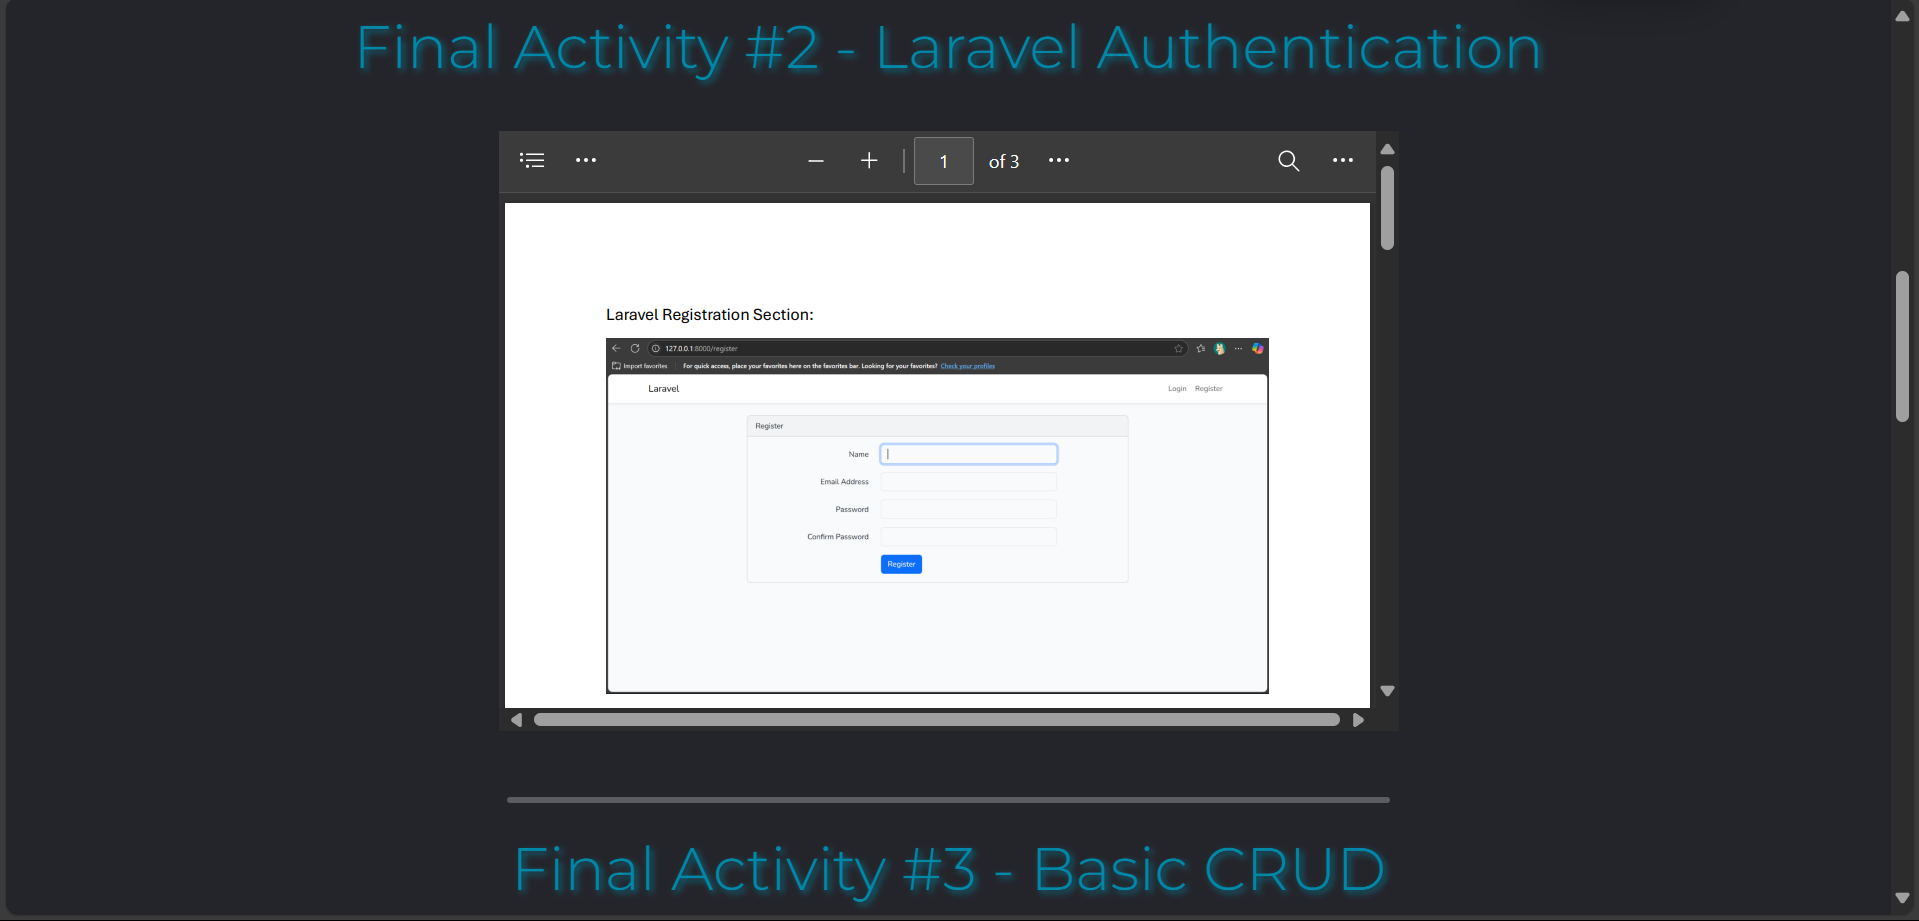 Final Activity #2 - Laravel Authentication
1 of 3
Laravel Registration Section:
127.0.0.1:8000/register
Import favorites For quick access, place your favorites here on the favorites bar. Looking for your favorites? Check your profiles
Laravel Login Register
Register
Name
Email Address
Password
Confirm Password
Register
Final Activity #3 - Basic CRUD